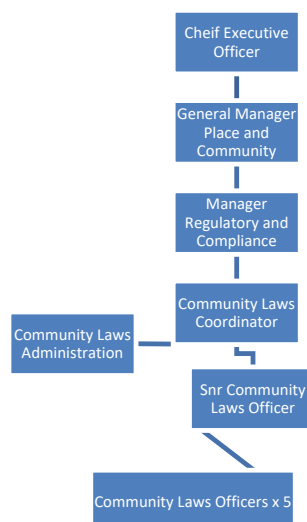 Cheif Executive
Officer
General Manager
Place and
Community
Manager
Regulatory and
Compliance
Community Laws
Coordinator
Community Laws
Administration
Snr Community
Laws Officer
Community Laws Officers x 5